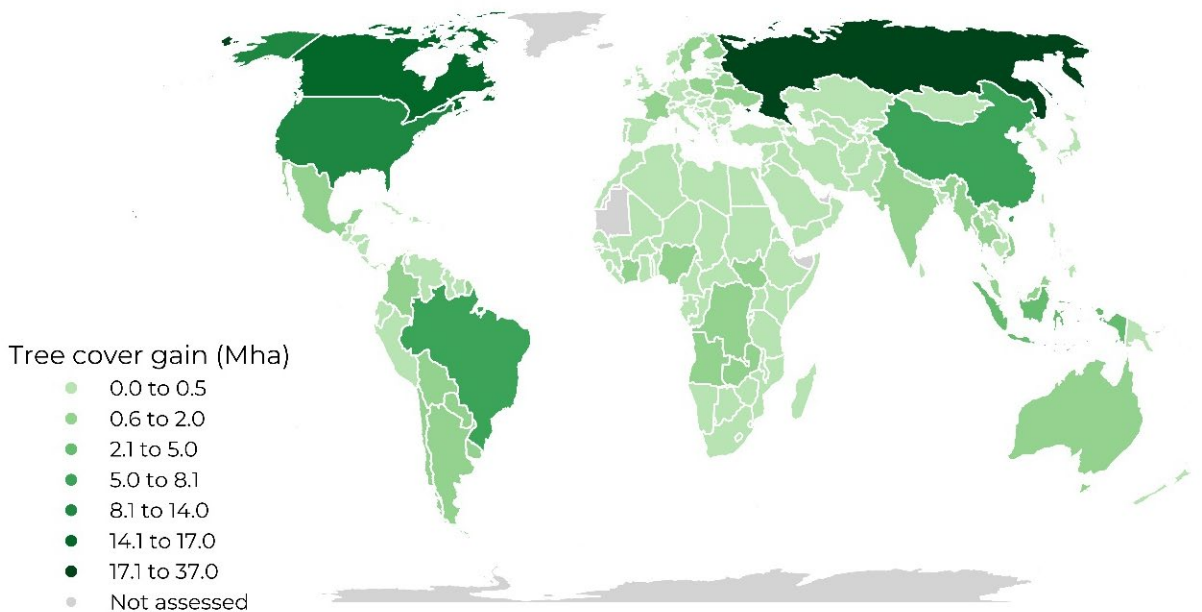 Tree cover gain (Mha)
0.0 to 0.5
0.6 to 2.0
2.1 to 5.0
5.0 to 8.1
8.1 to 14.0
14.1 to 17.0
17.1 to 37.0
Not assessed